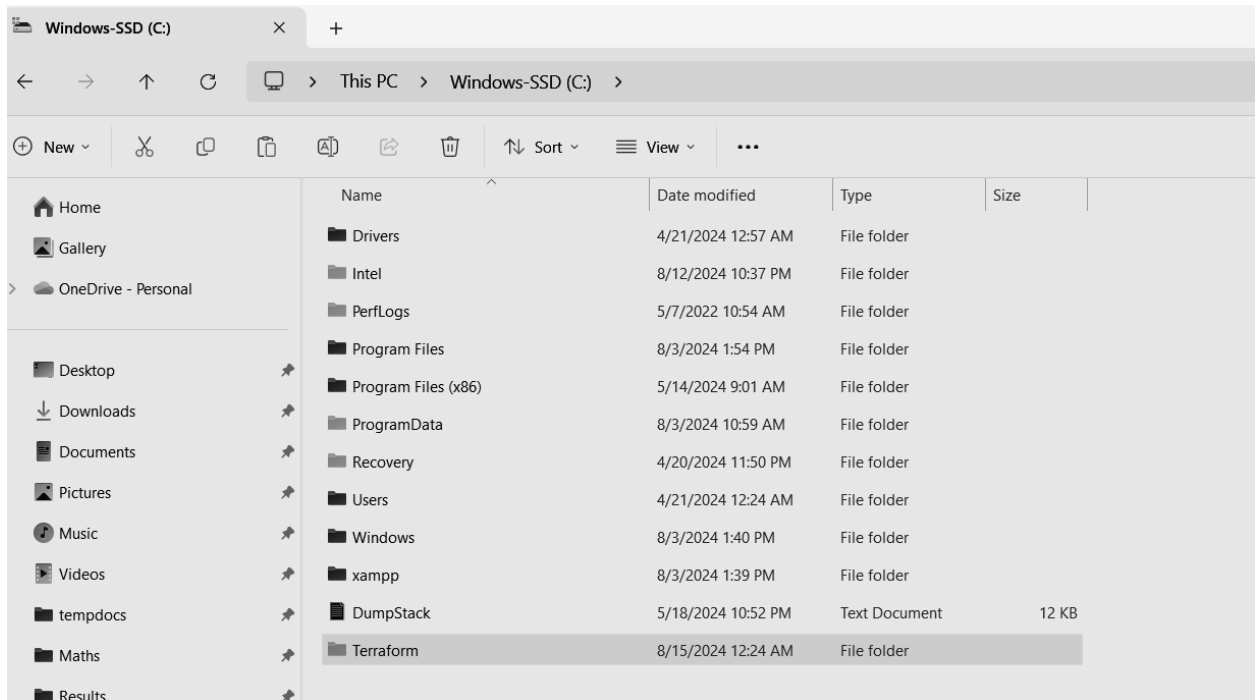 Windows-SSD (C:)
This PC > Windows-SSD (C:) >
New Sort View
Name Date modified Type Size
Home
Gallery
OneDrive - Personal
Desktop
Downloads
Documents
Pictures
Music
Videos
tempdocs
Maths
Results
Drivers 4/21/2024 12:57 AM File folder
Intel 8/12/2024 10:37 PM File folder
PerfLogs 5/7/2022 10:54 AM File folder
Program Files 8/3/2024 1:54 PM File folder
Program Files (x86) 5/14/2024 9:01 AM File folder
ProgramData 8/3/2024 10:59 AM File folder
Recovery 4/20/2024 11:50 PM File folder
Users 4/21/2024 12:24 AM File folder
Windows 8/3/2024 1:40 PM File folder
xampp 8/3/2024 1:39 PM File folder
DumpStack 5/18/2024 10:52 PM Text Document 12 KB
Terraform 8/15/2024 12:24 AM File folder